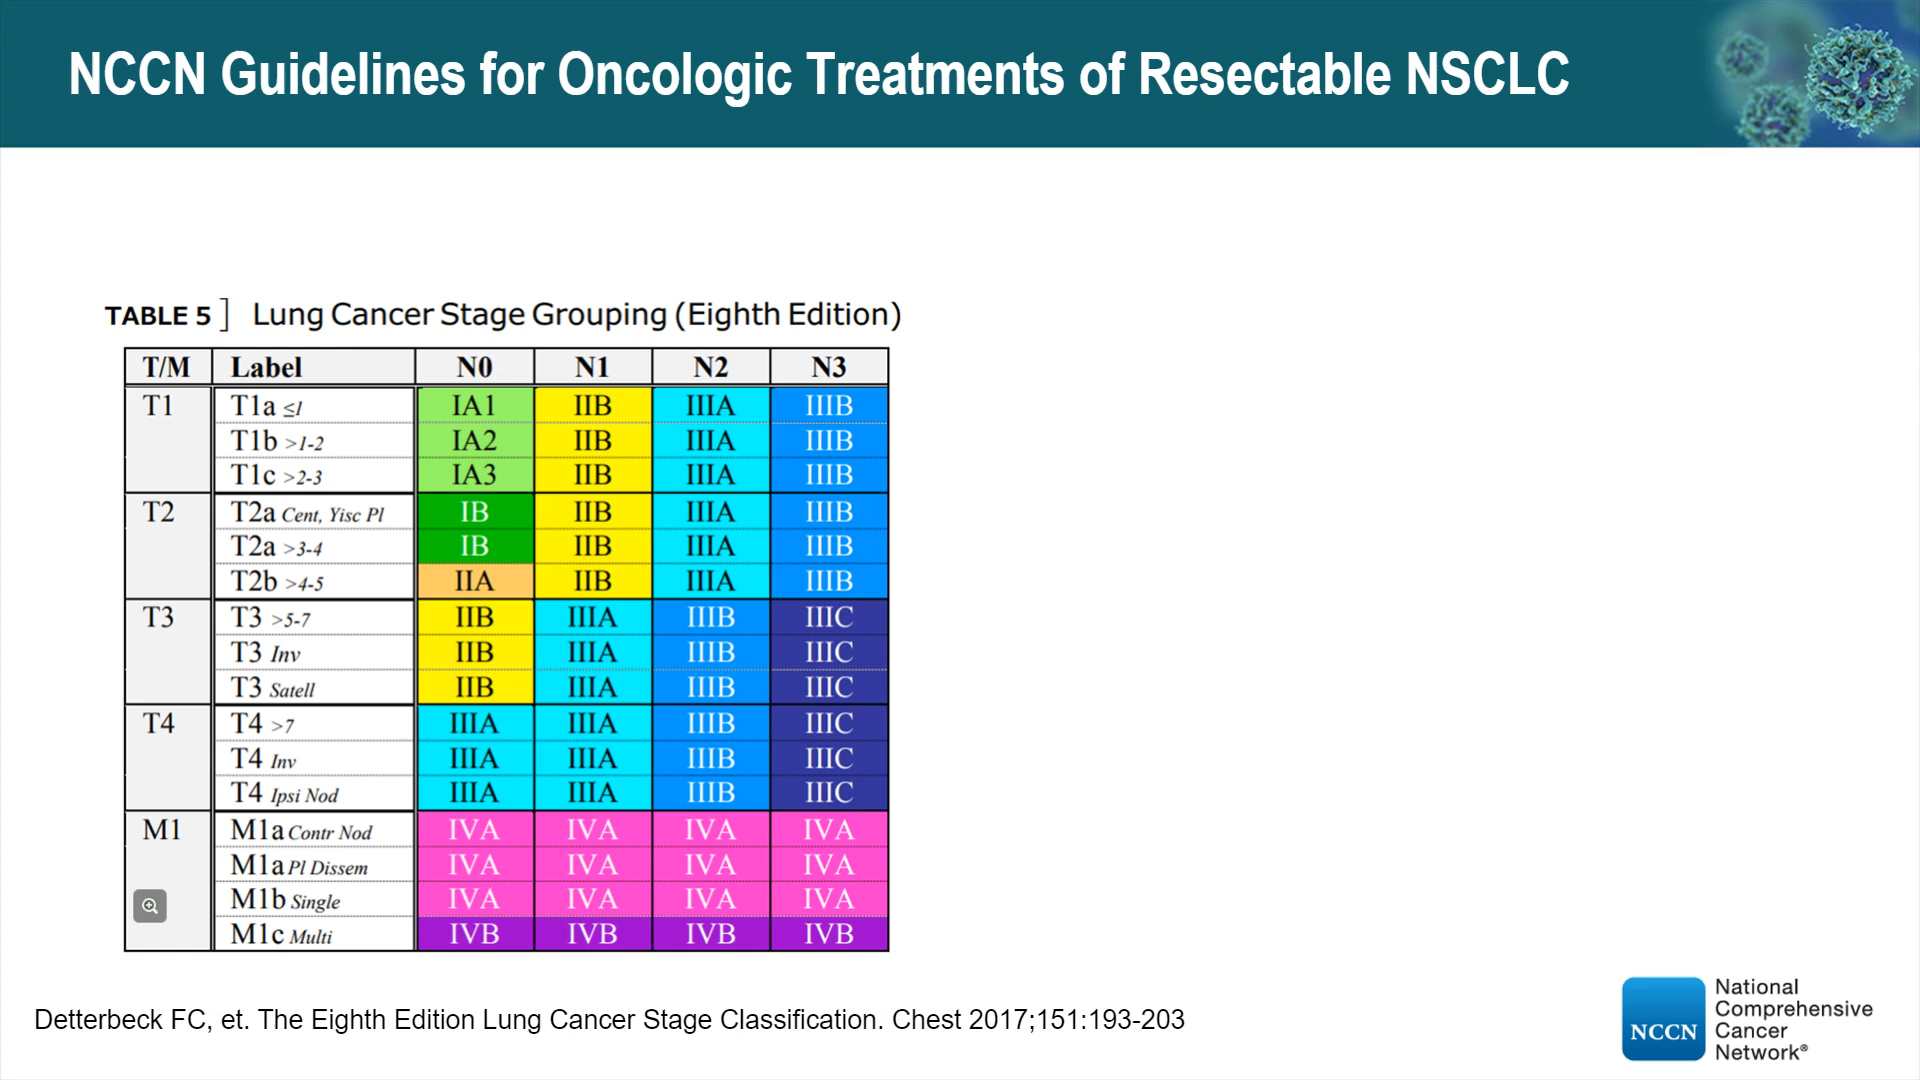 NCCN Guidelines for Oncologic Treatments of Resectable NSCLC
TABLE 5 ] Lung Cancer Stage Grouping (Eighth Edition)
T/M Label N0 N1 N2 N3
T1 T1a ≤1 IA1 IIB IIIA IIIB
T1b >1-2 IA2 IIB IIIA IIIB
T1c >2-3 IA3 IIB IIIA IIIB
T2 T2a Cent, Yisc Pl IB IIB IIIA IIIB
T2a >3-4 IB IIB IIIA IIIB
T2b >4-5 IIA IIB IIIA IIIB
T3 T3 >5-7 IIB IIIA IIIB IIIC
T3 Inv IIB IIIA IIIB IIIC
T3 Satell IIB IIIA IIIB IIIC
T4 T4 >7 IIIA IIIA IIIB IIIC
T4 Inv IIIA IIIA IIIB IIIC
T4 Ipsi Nod IIIA IIIA IIIB IIIC
M1 M1a Contr Nod IVA IVA IVA IVA
M1a Pl Dissem IVA IVA IVA IVA
M1b Single IVA IVA IVA IVA
M1c Multi IVB IVB IVB IVB
Detterbeck FC, et. The Eighth Edition Lung Cancer Stage Classification. Chest 2017;151:193-203
NCCN
National
Comprehensive
Cancer
Network®